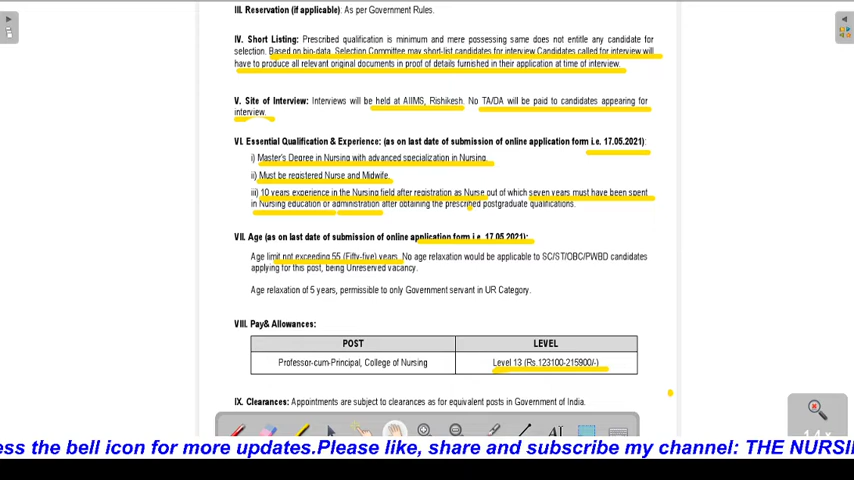 III. Reservation (if applicable): As per Government Rules.
IV. Short Listing: Prescribed qualification is minimum and mere possessing same does not entitle any candidate for
selection. Based on bio-data, Selection Committee may short-list candidates for interview Candidates called for interview will
have to produce all relevant original documents in proof of details furnished in their application at time of interview.
V. Site of Interview: Interviews will be held at AIIMS, Rishikesh. No TA/DA will be paid to candidates appearing for
interview.
VI. Essential Qualification & Experience: (as on last date of submission of online application form i.e. 17.05.2021):
i) Master's Degree in Nursing with advanced specialization in Nursing.
ii) Must be registered Nurse and Midwife.
iii) 10 years experience in the Nursing field after registration as Nurse out of which seven years must have been spent
in Nursing education or administration after obtaining the prescribed postgraduate qualifications.
VII. Age (as on last date of submission of online application form i.e. 17.05.2021):
Age limit not exceeding 55 (Fifty-five) years. No age relaxation would be applicable to SC/ST/OBC/PWBD candidates
applying for this post, being Unreserved vacancy.
Age relaxation of 5 years, permissible to only Government servant in UR Category.
VIII. Pay& Allowances:
POST LEVEL
Professor-cum-Principal, College of Nursing Level 13 (Rs.123100-215900/-)
IX. Clearances: Appointments are subject to clearances as for equivalent posts in Government of India.
ess the bell icon for more updates.Please like, share and subscribe my channel: THE NURSI